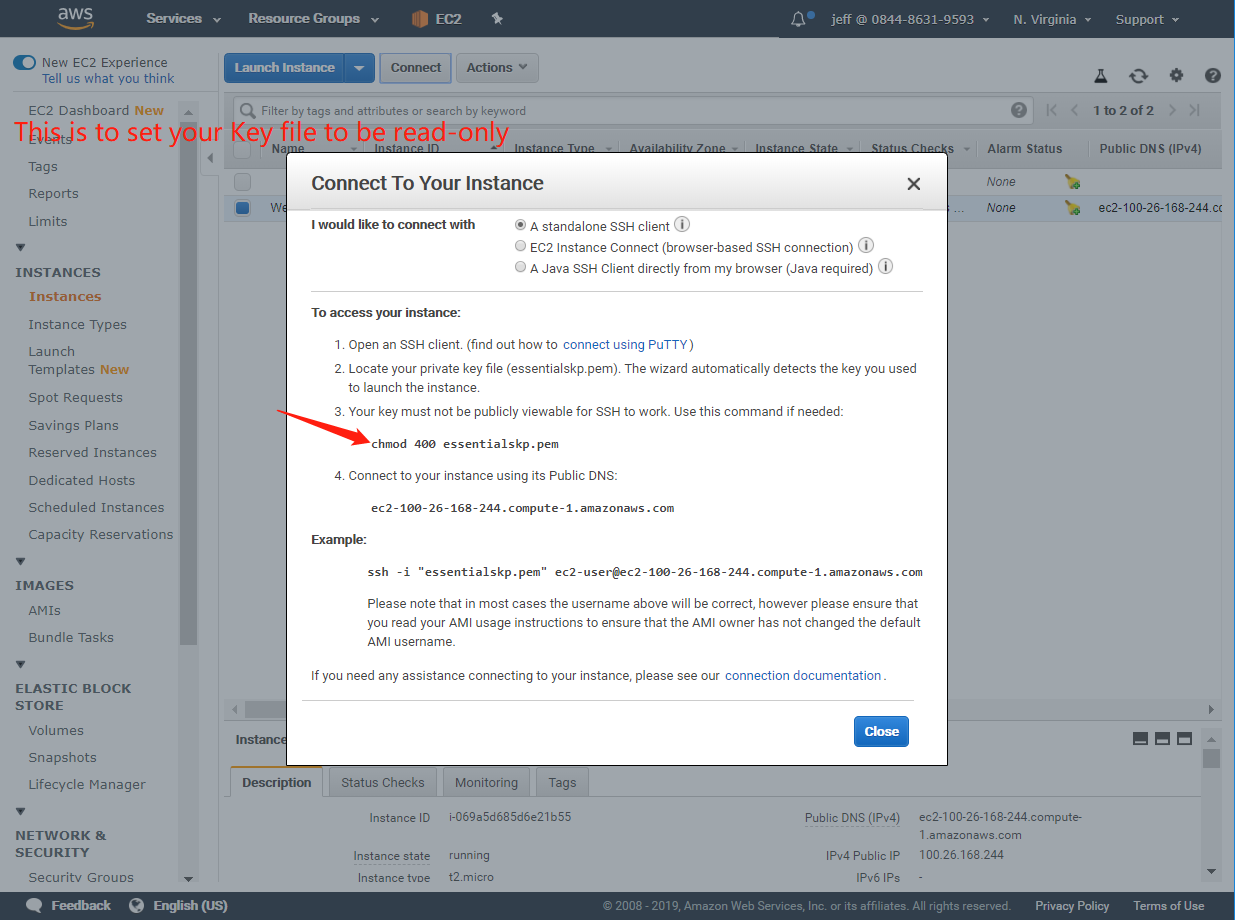 aws
Services
Resource Groups
EC2
jeff @ 0844-8631-9593
N. Virginia
Support
New EC2 Experience
Tell us what you think
Launch Instance
Connect
Actions
EC2 Dashboard New
Filter by tags and attributes or search by keyword
1 to 2 of 2
This is to set your Key file to be read-only
Events
Name
Instance ID
Instance Type
Availability Zone
Instance State
Status Checks
Alarm Status
Public DNS (IPv4)
Tags
None
Reports
We
...
None
ec2-100-26-168-244.co
Limits
INSTANCES
Instances
Instance Types
Launch
Templates New
Spot Requests
Savings Plans
Reserved Instances
Dedicated Hosts
Scheduled Instances
Capacity Reservations
IMAGES
AMIs
Bundle Tasks
ELASTIC BLOCK
STORE
Volumes
Snapshots
Lifecycle Manager
NETWORK &
SECURITY
Security Groups
Connect To Your Instance
I would like to connect with
A standalone SSH client
EC2 Instance Connect (browser-based SSH connection)
A Java SSH Client directly from my browser (Java required)
To access your instance:
1. Open an SSH client. (find out how to connect using PuTTY)
2. Locate your private key file (essentialskp.pem). The wizard automatically detects the key you used
to launch the instance.
3. Your key must not be publicly viewable for SSH to work. Use this command if needed:
chmod 400 essentialskp.pem
4. Connect to your instance using its Public DNS:
ec2-100-26-168-244.compute-1.amazonaws.com
Example:
ssh -i "essentialskp.pem" ec2-user@ec2-100-26-168-244.compute-1.amazonaws.com
Please note that in most cases the username above will be correct, however please ensure that
you read your AMI usage instructions to ensure that the AMI owner has not changed the default
AMI username.
If you need any assistance connecting to your instance, please see our connection documentation.
Close
Instance
Description
Status Checks
Monitoring
Tags
Instance ID
i-069a5d685d6e21b55
Public DNS (IPv4)
ec2-100-26-168-244.compute-
1.amazonaws.com
Instance state
running
IPv4 Public IP
100.26.168.244
Instance type
t2.micro
IPv6 IPs
-
Feedback
English (US)
© 2008 - 2019, Amazon Web Services, Inc. or its affiliates. All rights reserved.
Privacy Policy
Terms of Use